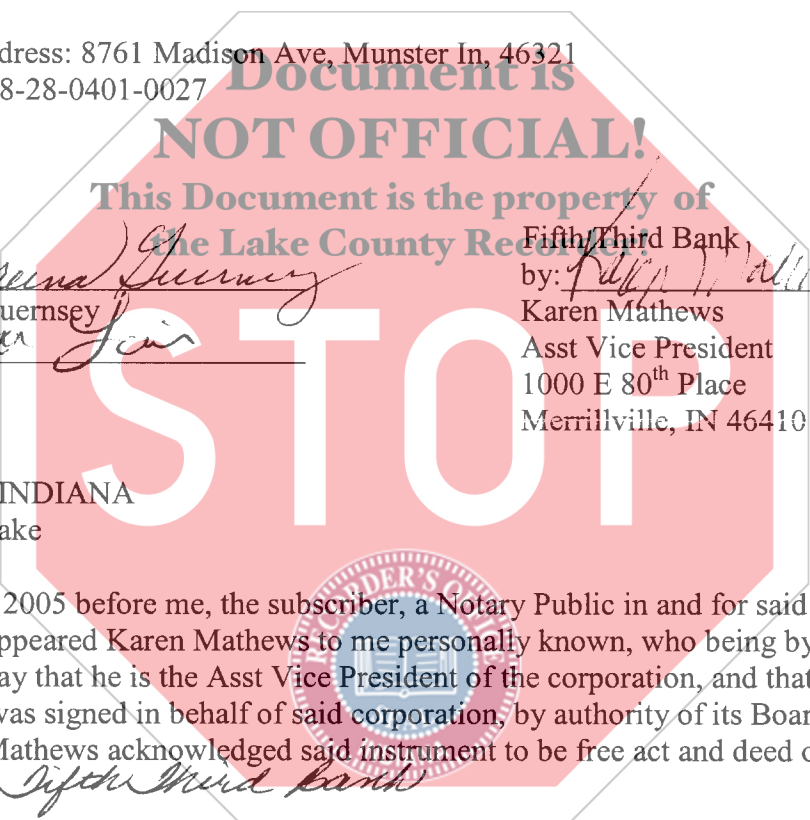 dress: 8761 Madison Ave, Munster In, 46321
8-28-0401-0027
Document is
NOT OFFICIAL!
This Document is the property of
the Lake County Recorder!
Fifth Third Bank
by:
uernsey
Karen Mathews
Asst Vice President
1000 E 80th Place
Merrillville, IN 46410
STOP
INDIANA
ake
RECORDER'S OFFICE
2005 before me, the subscriber, a Notary Public in and for said
ppeared Karen Mathews to me personally known, who being by
ay that he is the Asst Vice President of the corporation, and that
was signed in behalf of said corporation, by authority of its Boar
Mathews acknowledged said instrument to be free act and deed o
Fifth Third Bank